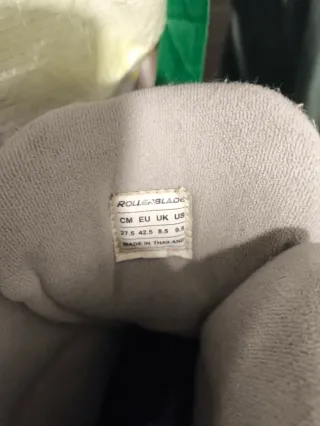 ROLLERBLADE
CM EU UK US
27.5 42.5 8.5 9.5
MADE IN THAILAND